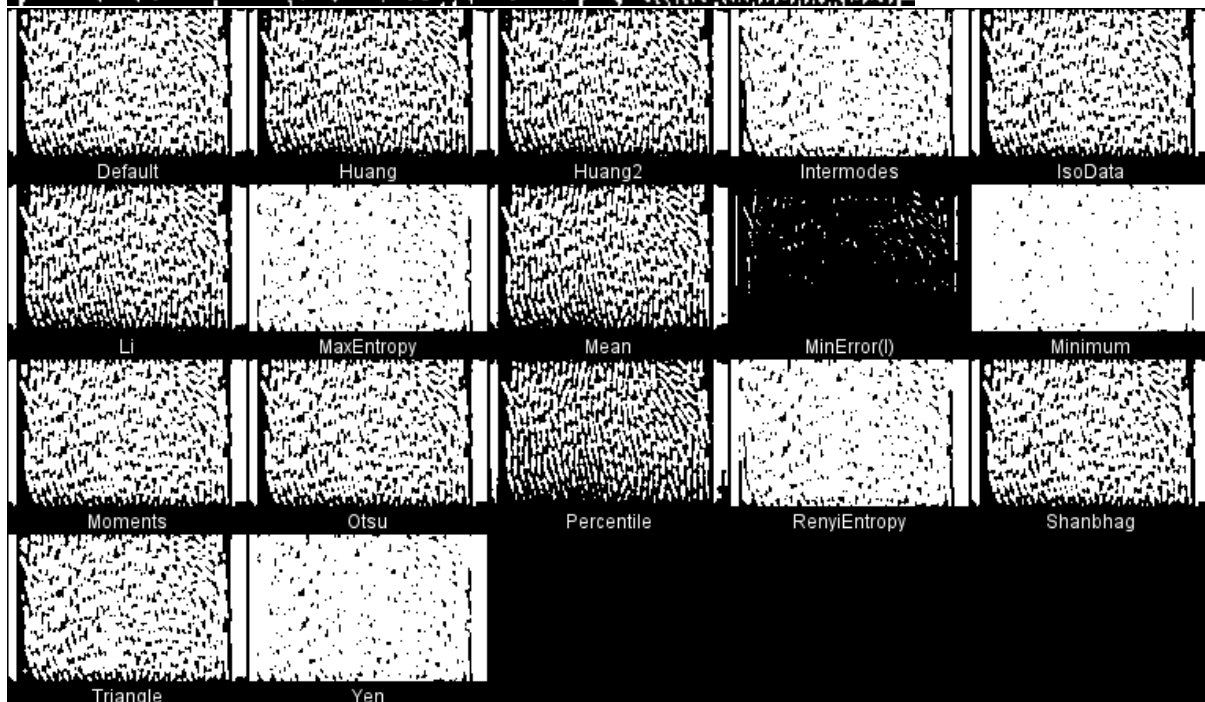 Default Huang Huang2 Intermodes IsoData
Li MaxEntropy Mean MinError(I) Minimum
Moments Otsu Percentile RenyiEntropy Shanbhag
Triangle Yen